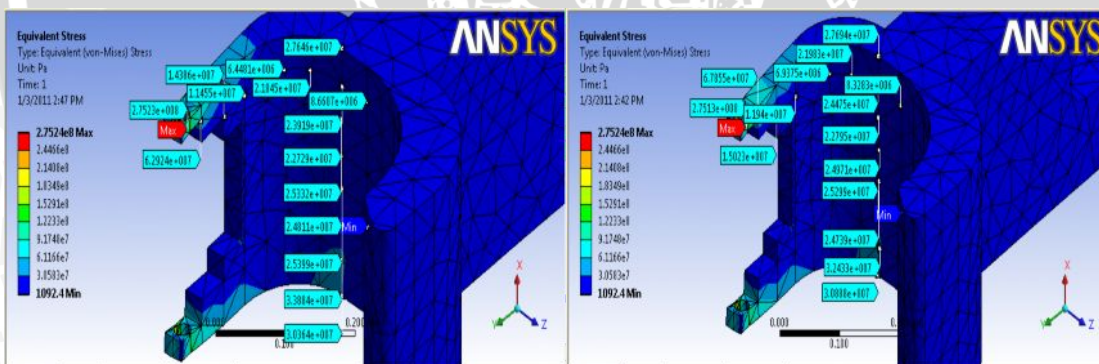 Equivalent Stress
Type: Equivalent (von-Mises) Stress
Unit: Pa
Time: 1
1/3/2011 2:47 PM
2.7524e8 Max
2.4466e8
2.1408e8
1.8349e8
1.5291e8
1.2233e8
9.1748e7
6.1166e7
3.0583e7
1092.4 Min
ANSYS
2.7646e+007
6.4481e+006
1.4386e+007
2.1845e+007
1.1455e+007
8.6687e+006
2.7523e+008
2.3919e+007
Max
6.2924e+007
2.2729e+007
2.5332e+007
2.4811e+007
Min
2.5399e+007
3.3884e+007
3.0364e+007
0.000
0.100
0.200
X
Y
Z
Equivalent Stress
Type: Equivalent (von-Mises) Stress
Unit: Pa
Time: 1
1/3/2011 2:42 PM
2.7524e8 Max
2.4466e8
2.1408e8
1.8349e8
1.5291e8
1.2233e8
9.1748e7
6.1166e7
3.0583e7
1092.4 Min
ANSYS
2.7694e+007
2.1983e+007
6.7855e+007
6.9375e+006
8.3283e+006
2.7513e+008
1.194e+007
2.4475e+007
Max
2.2795e+007
1.5023e+007
2.4971e+007
2.5299e+007
Min
2.4739e+007
3.2433e+007
3.0888e+007
0.000
0.100
X
Y
Z